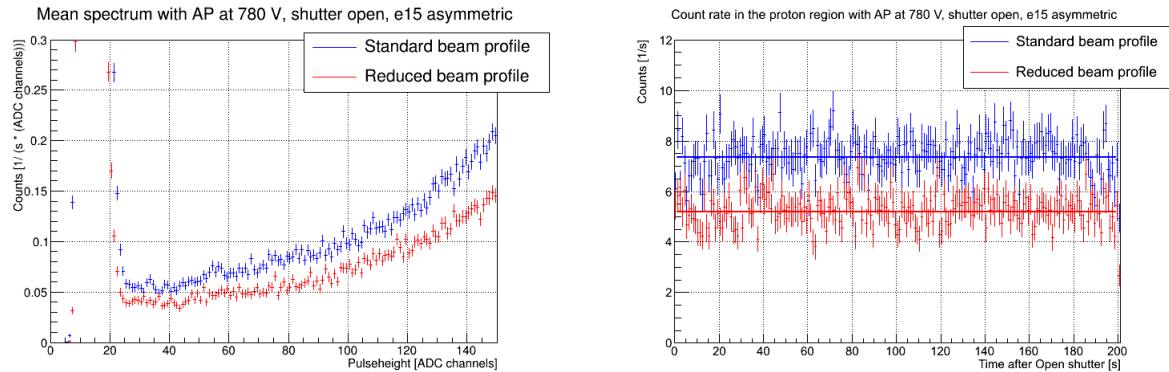 Mean spectrum with AP at 780 V, shutter open, e15 asymmetric
Counts [1/ (s * (ADC channels))]
0.3
0.25
0.2
0.15
0.1
0.05
0
0 20 40 60 80 100 120 140
Pulseheight [ADC channels]
Standard beam profile
Reduced beam profile
Count rate in the proton region with AP at 780 V, shutter open, e15 asymmetric
Counts [1/s]
12
10
8
6
4
2
0
0 20 40 60 80 100 120 140 160 180 200
Time after Open shutter [s]
Standard beam profile
Reduced beam profile